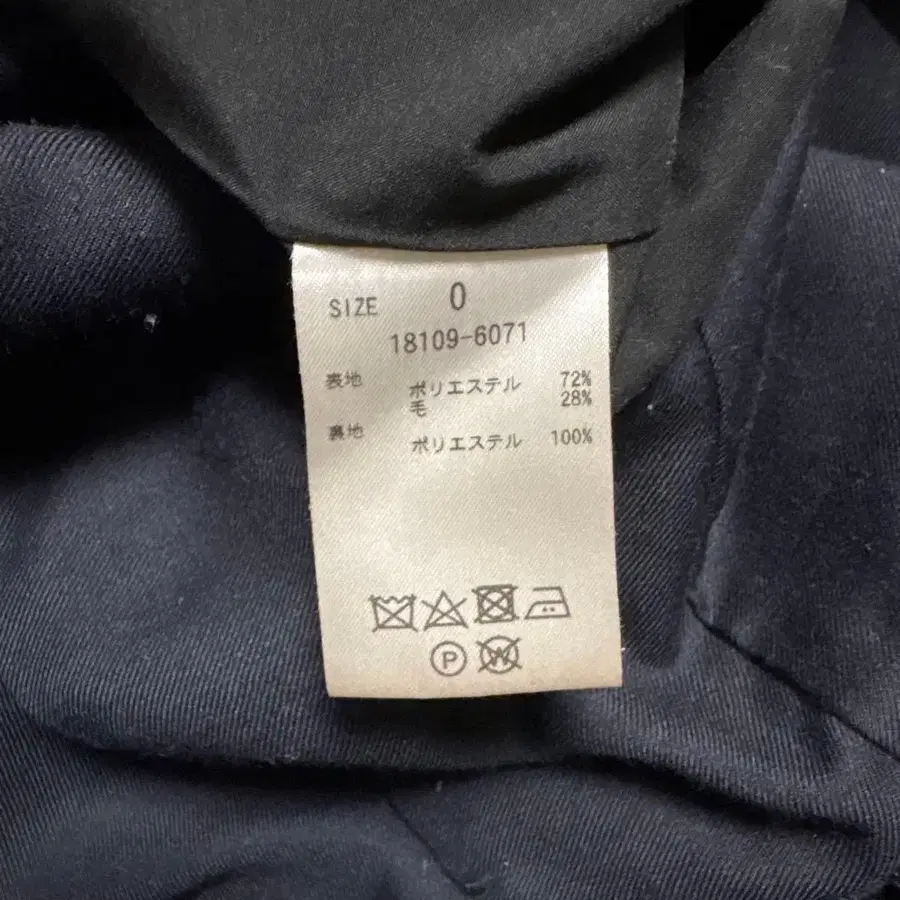 SIZE 0
18109-6071
表地 ポリエステル 72%
毛 28%
裏地 ポリエステル 100%
P W